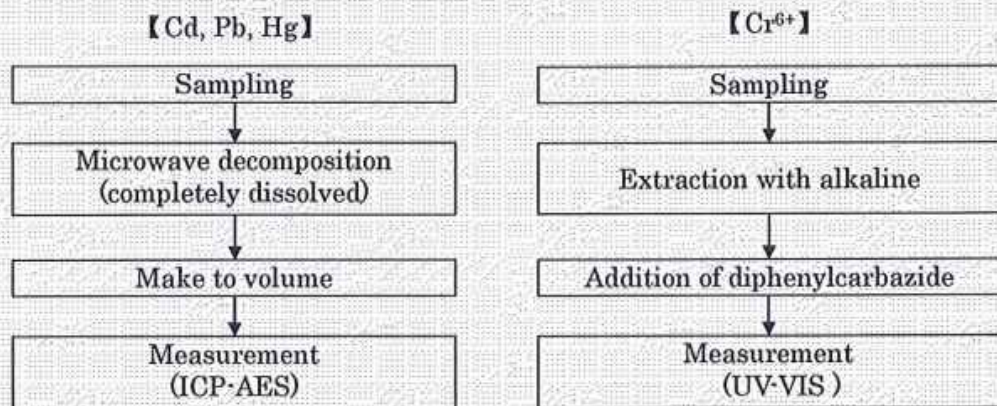 【Cd, Pb, Hg】
Sampling
Microwave decomposition
(completely dissolved)
Make to volume
Measurement
(ICP-AES)
【Cr⁶⁺】
Sampling
Extraction with alkaline
Addition of diphenylcarbazide
Measurement
(UV-VIS )